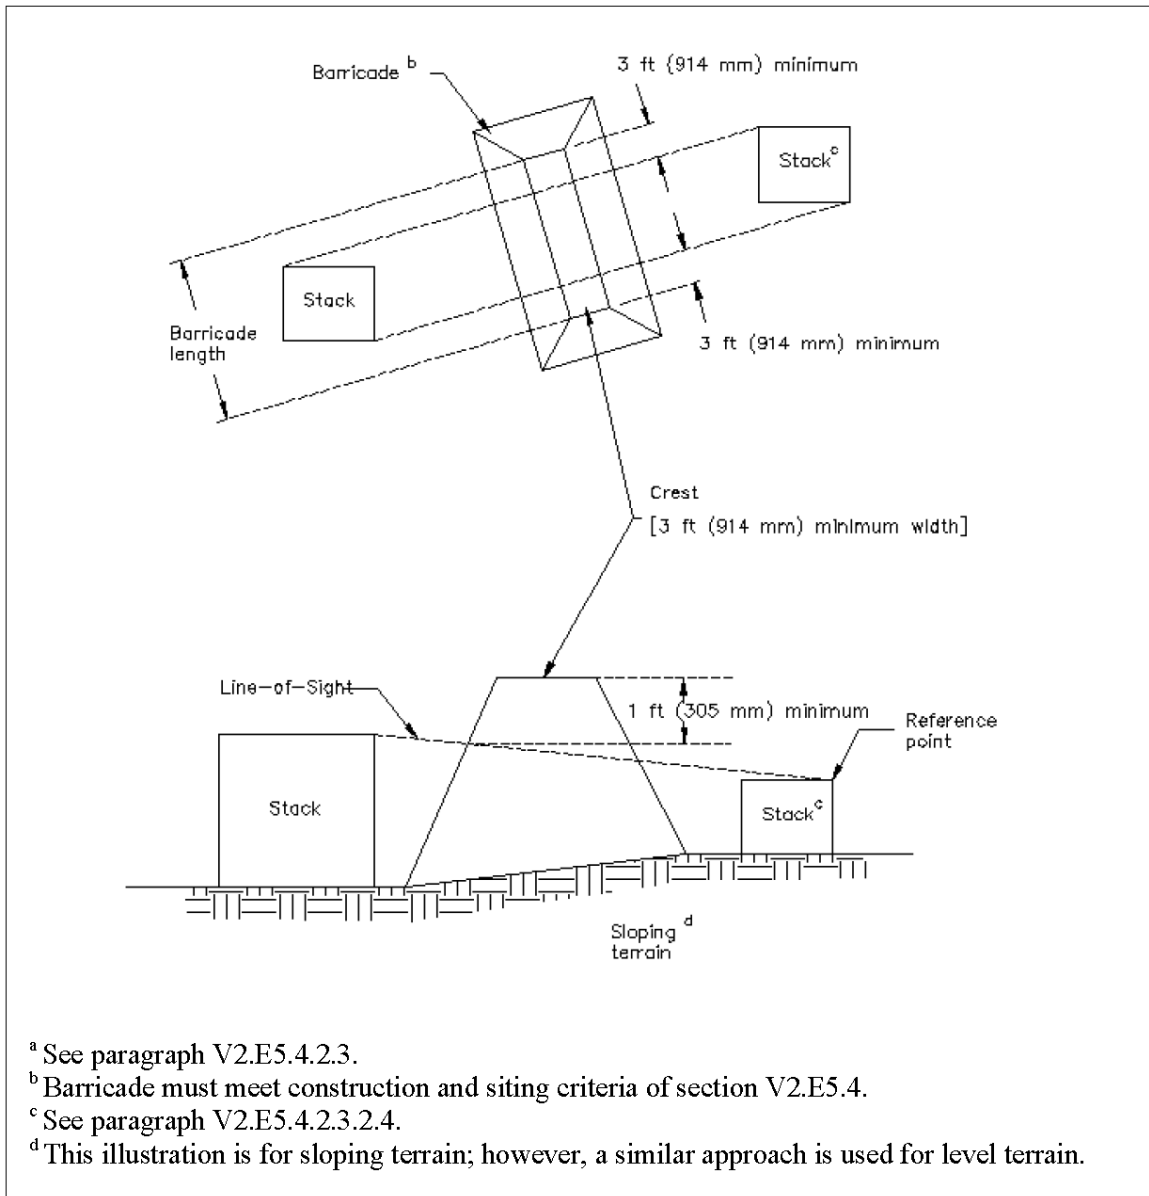 Barricade b
3 ft (914 mm) minimum
Stack c
Stack
Barricade
length
3 ft (914 mm) minimum
Crest
[3 ft (914 mm) minimum width]
Line-of-Sight
1 ft (305 mm) minimum
Reference
point
Stack
Stack c
Sloping d
terrain
a See paragraph V2.E5.4.2.3.
b Barricade must meet construction and siting criteria of section V2.E5.4.
c See paragraph V2.E5.4.2.3.2.4.
d This illustration is for sloping terrain; however, a similar approach is used for level terrain.